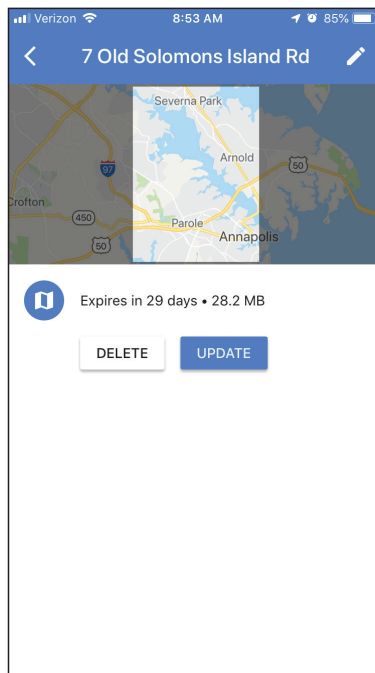 Verizon 8:53 AM 85%
7 Old Solomons Island Rd
Severna Park
97
Arnold
50
Crofton
450
Parole
50
Annapolis
50
Expires in 29 days • 28.2 MB
DELETE UPDATE